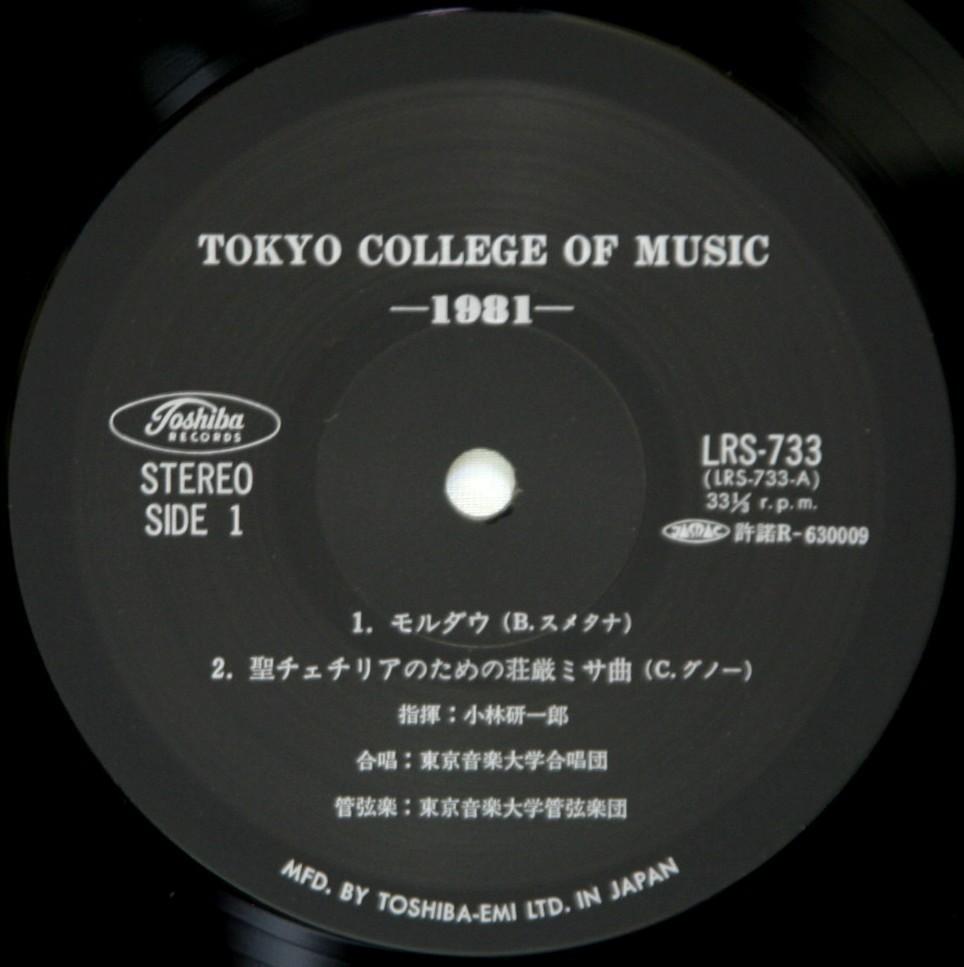 TOKYO COLLEGE OF MUSIC
—1981—
Toshiba
RECORDS
STEREO
SIDE 1
LRS-733
(LRS-733-A)
33⅓ r.p.m.
JASRAC 許諾R-630009
1. モルダウ (B.スメタナ)
2. 聖チェチリアのための荘厳ミサ曲 (C.グノー)
指揮：小林研一郎
合唱：東京音楽大学合唱団
管弦楽：東京音楽大学管弦楽団
MFD. BY TOSHIBA-EMI LTD. IN JAPAN